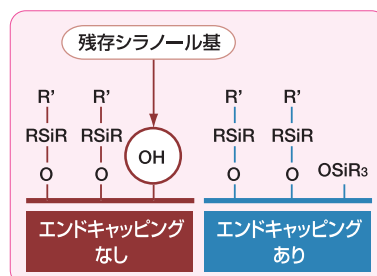 残存シラノール基
R’ R’
RSiR RSiR OH
O O
エンドキャッピング
なし
R’ R’
RSiR RSiR
O O OSiR₃
エンドキャッピング
あり